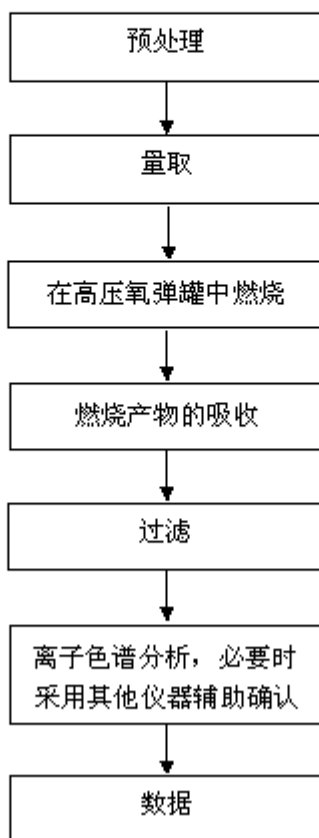 预处理
量取
在高压氧弹罐中燃烧
燃烧产物的吸收
过滤
离子色谱分析，必要时
采用其他仪器辅助确认
数据